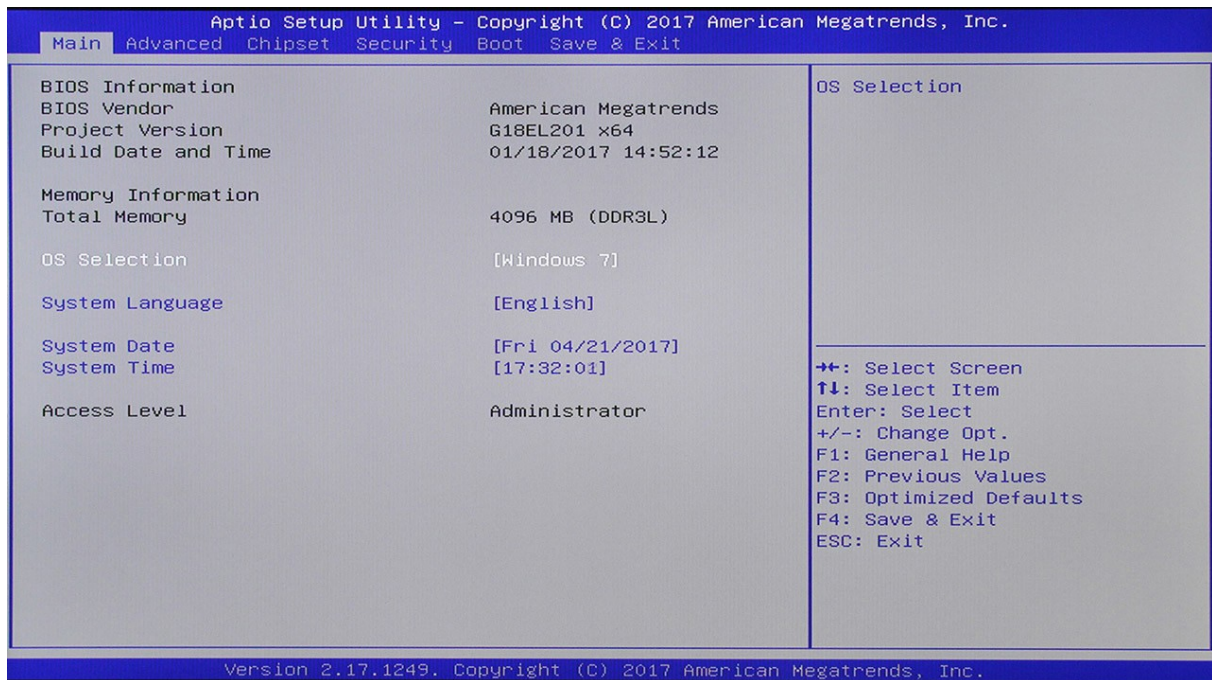 Aptio Setup Utility – Copyright (C) 2017 American Megatrends, Inc.
Main Advanced Chipset Security Boot Save & Exit
BIOS Information
BIOS Vendor American Megatrends
Project Version G18EL201 x64
Build Date and Time 01/18/2017 14:52:12
Memory Information
Total Memory 4096 MB (DDR3L)
OS Selection [Windows 7]
System Language [English]
System Date [Fri 04/21/2017]
System Time [17:32:01]
Access Level Administrator
OS Selection
→←: Select Screen
↑↓: Select Item
Enter: Select
+/-: Change Opt.
F1: General Help
F2: Previous Values
F3: Optimized Defaults
F4: Save & Exit
ESC: Exit
Version 2.17.1249. Copyright (C) 2017 American Megatrends, Inc.